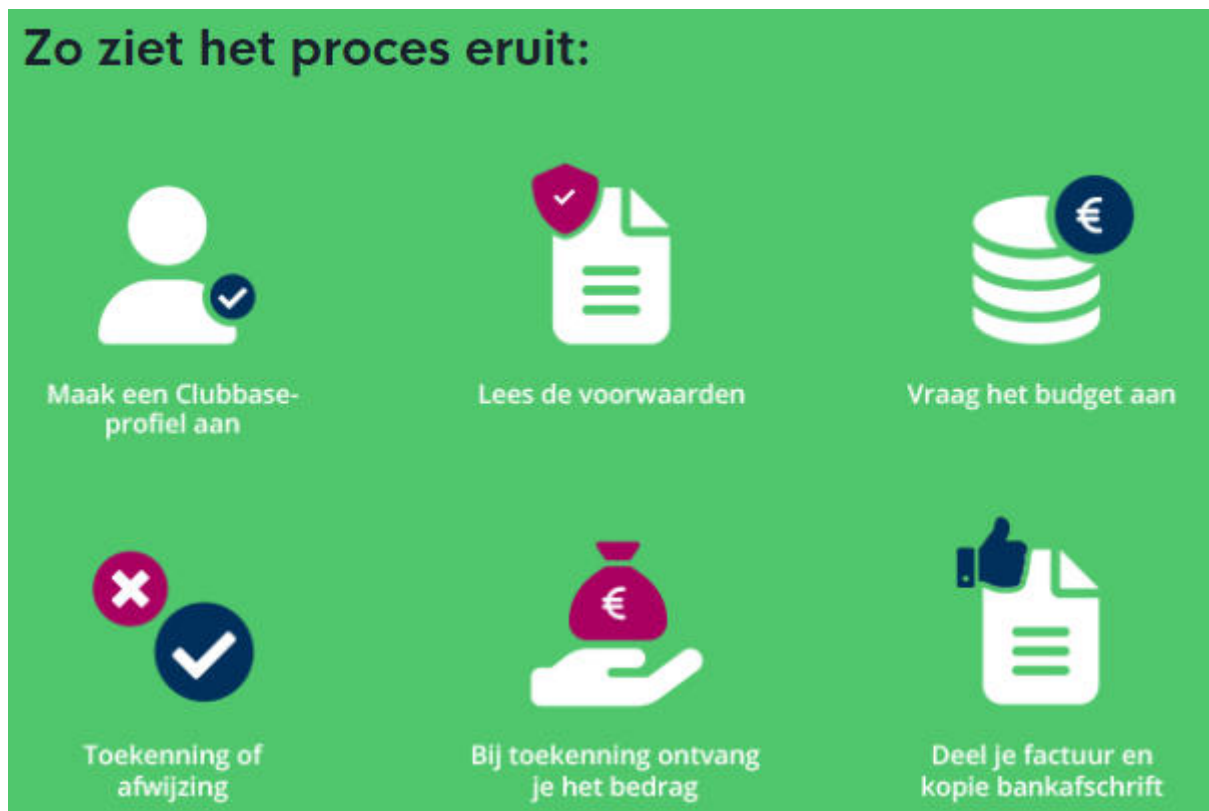 Zo ziet het proces eruit:
€
Maak een Clubbase-
profiel aan
Lees de voorwaarden
Vraag het budget aan
€
Toekenning of
afwijzing
Bij toekenning ontvang
je het bedrag
Deel je factuur en
kopie bankafschrift